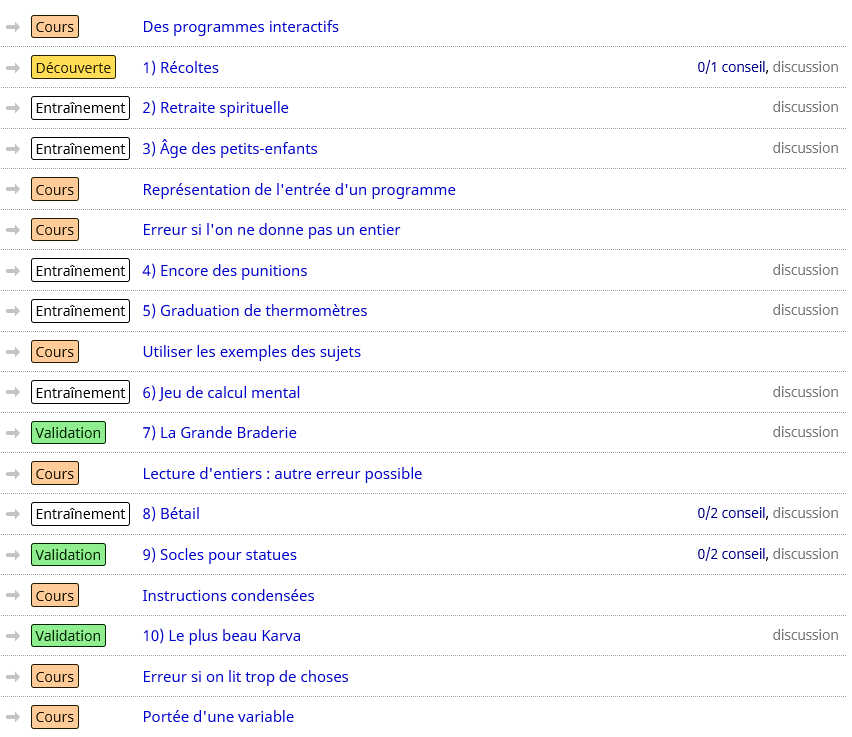 Cours Des programmes interactifs
Découverte 1) Récoltes 0/1 conseil, discussion
Entraînement 2) Retraite spirituelle discussion
Entraînement 3) Âge des petits-enfants discussion
Cours Représentation de l'entrée d'un programme
Cours Erreur si l'on ne donne pas un entier
Entraînement 4) Encore des punitions discussion
Entraînement 5) Graduation de thermomètres discussion
Cours Utiliser les exemples des sujets
Entraînement 6) Jeu de calcul mental discussion
Validation 7) La Grande Braderie discussion
Cours Lecture d'entiers : autre erreur possible
Entraînement 8) Bétail 0/2 conseil, discussion
Validation 9) Socles pour statues 0/2 conseil, discussion
Cours Instructions condensées
Validation 10) Le plus beau Karva discussion
Cours Erreur si on lit trop de choses
Cours Portée d'une variable